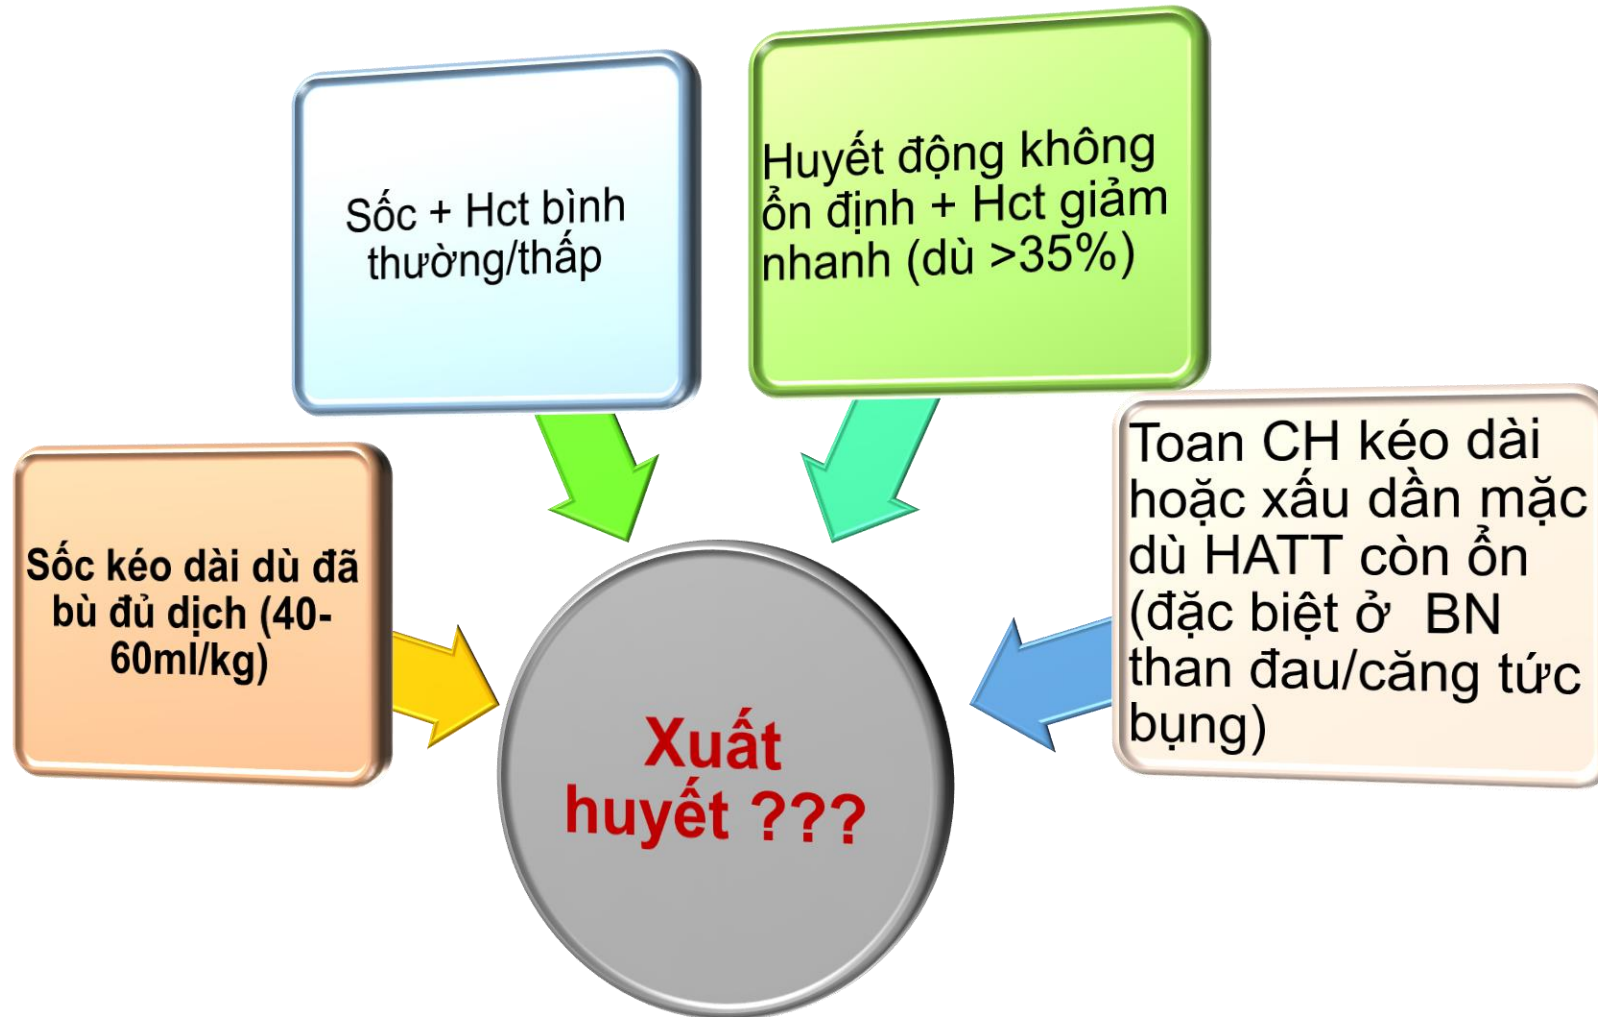 Sốc + Hct bình
thường/thấp
Huyết động không
ổn định + Hct giảm
nhanh (dù >35%)
Sốc kéo dài dù đã
bù đủ dịch (40-
60ml/kg)
Toan CH kéo dài
hoặc xấu dần mặc
dù HATT còn ổn
(đặc biệt ở BN
than đau/căng tức
bụng)
Xuất
huyết ???